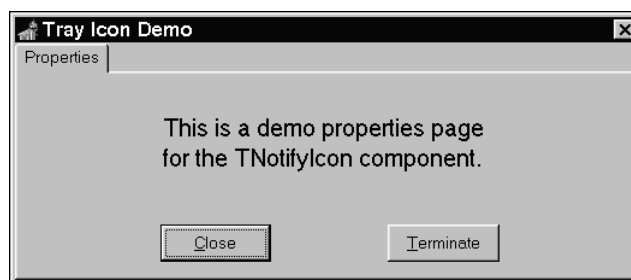 Tray Icon Demo
Properties
This is a demo properties page
for the TNotifyIcon component.
Close Terminate